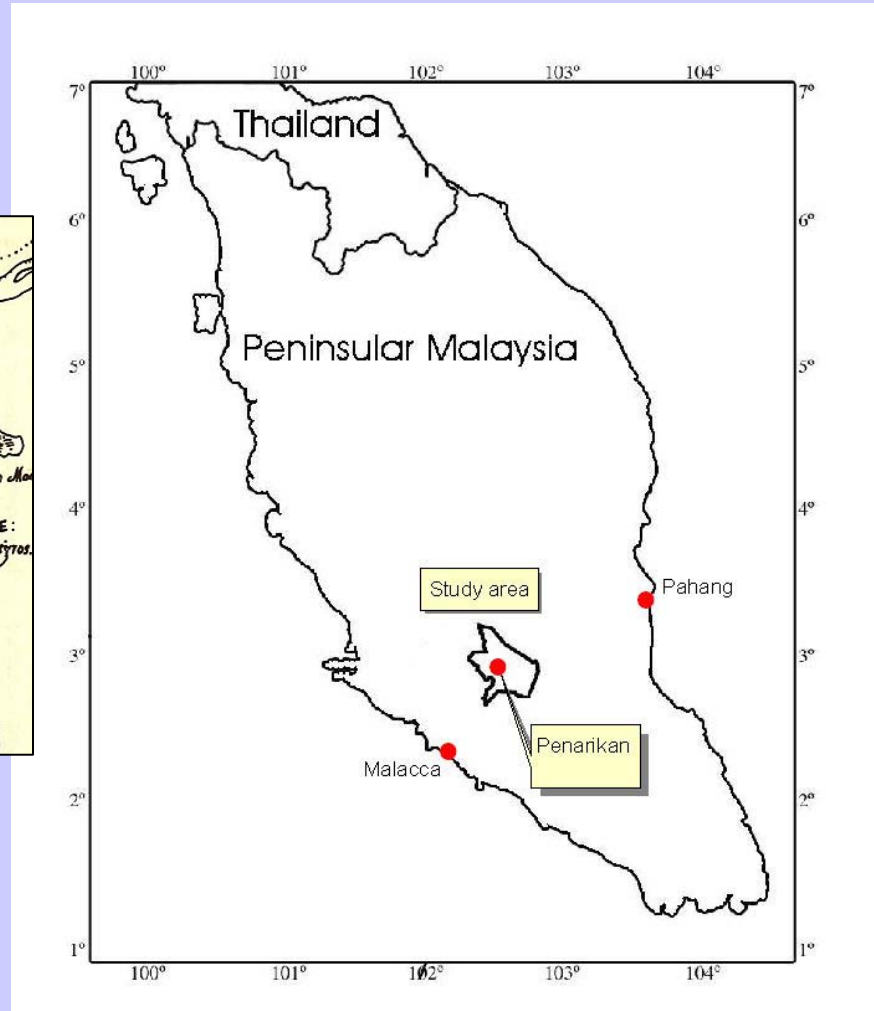 100° 101° 102° 103° 104°
7° 7°
Thailand
6° 6°
Peninsular Malaysia
5° 5°
4° 4°
E:
Study area
Pahang
3° 3°
Penarikan
Malacca
2° 2°
1° 1°
100° 101° 102° 103° 104°